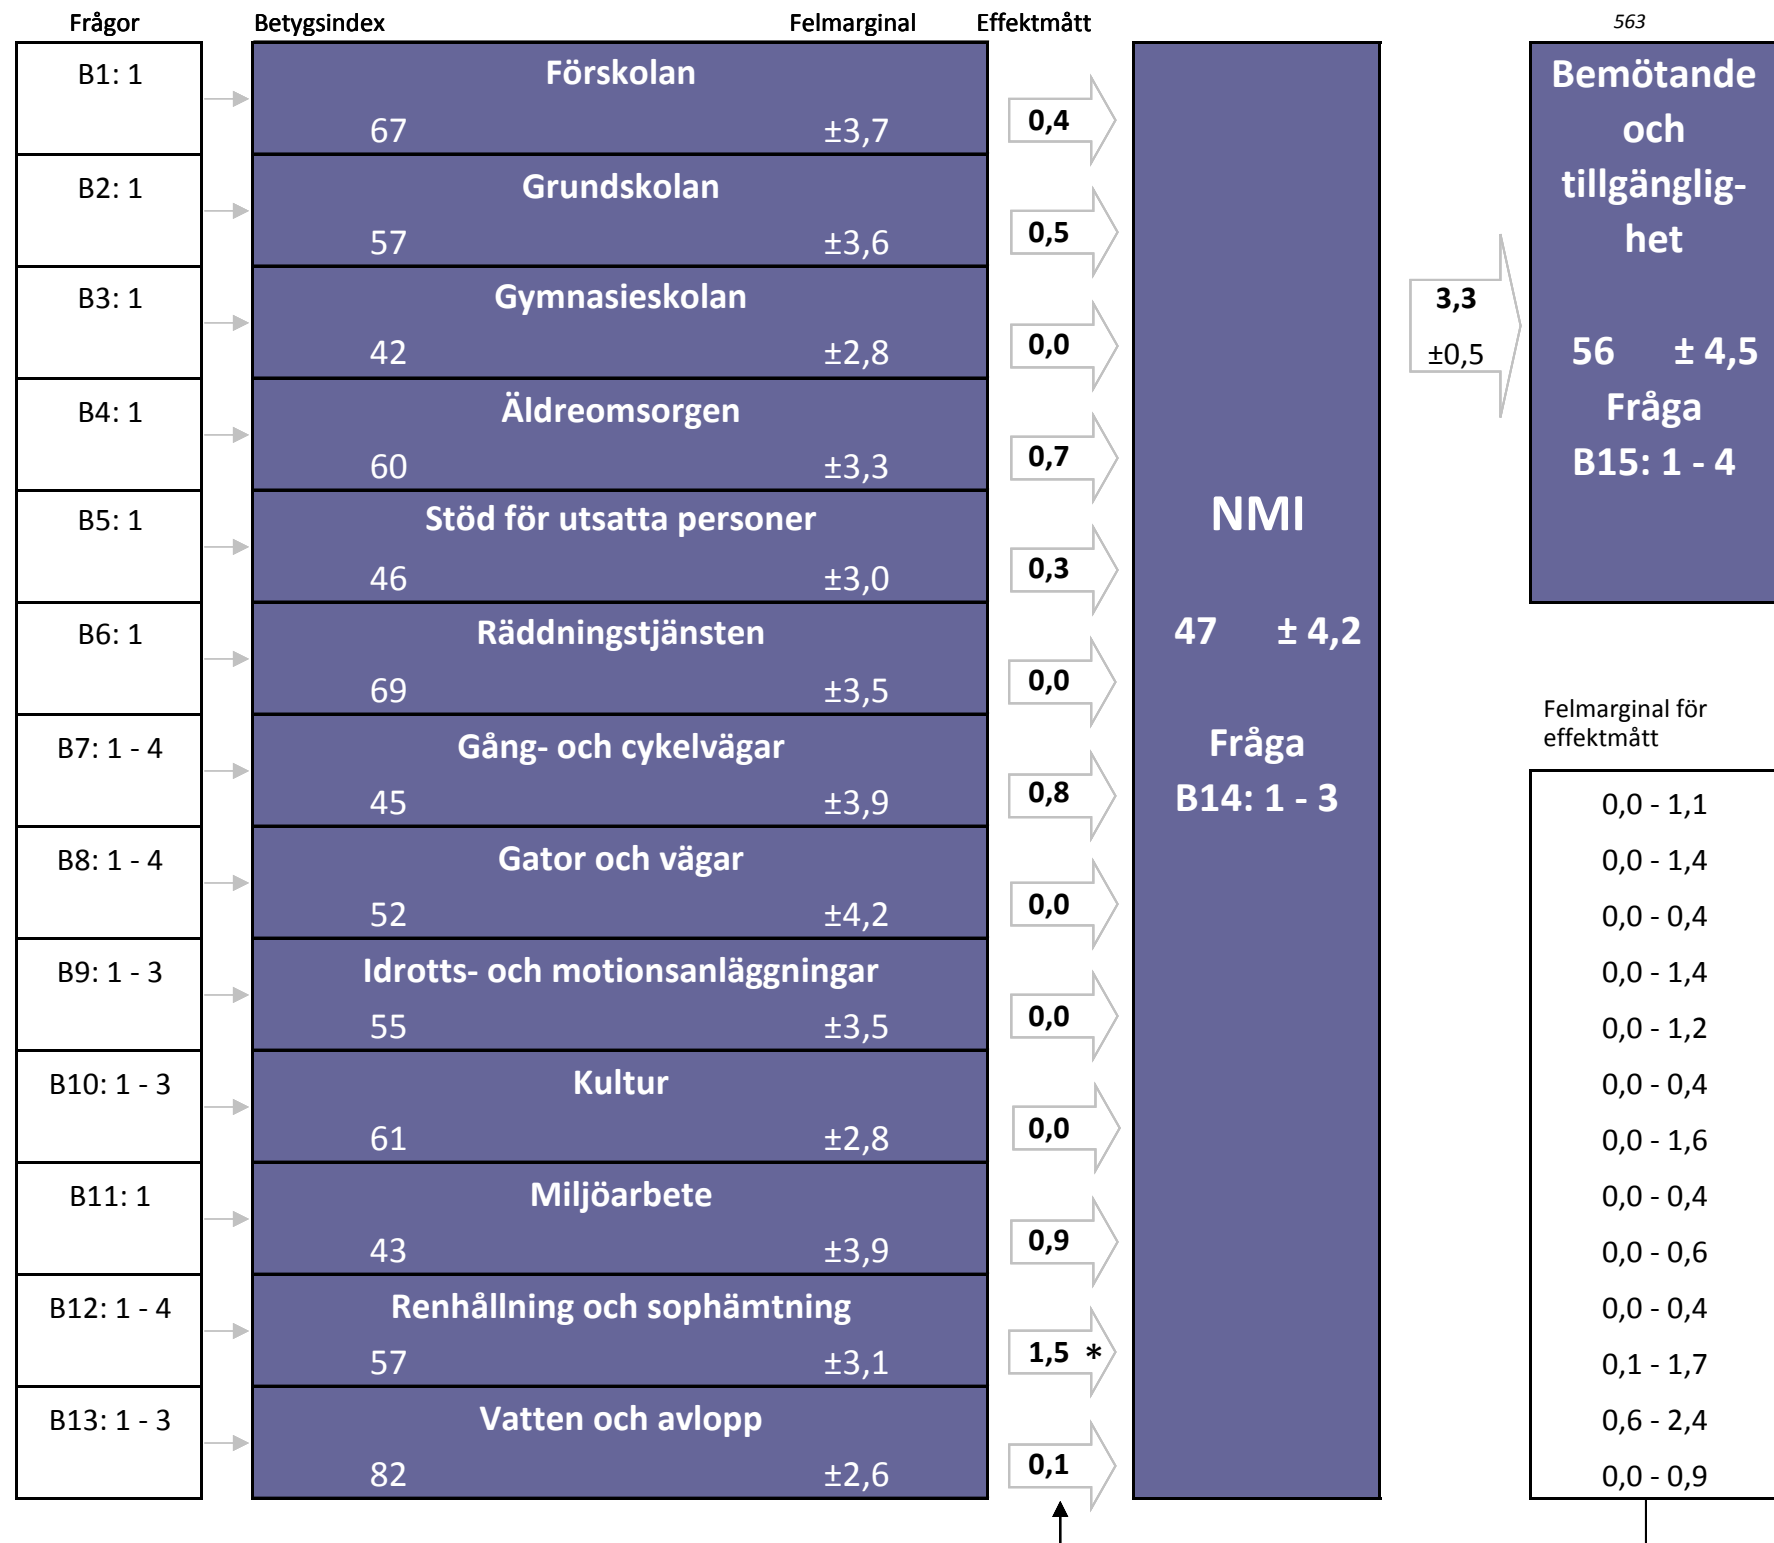 Frågor Betygsindex Felmarginal Effektmått 563
B1: 1
Förskolan
67 ±3,7
0,4
B2: 1
Grundskolan
57 ±3,6
0,5
B3: 1
Gymnasieskolan
42 ±2,8
0,0
B4: 1
Äldreomsorgen
60 ±3,3
0,7
B5: 1
Stöd för utsatta personer
46 ±3,0
0,3
B6: 1
Räddningstjänsten
69 ±3,5
0,0
B7: 1 - 4
Gång- och cykelvägar
45 ±3,9
0,8
B8: 1 - 4
Gator och vägar
52 ±4,2
0,0
B9: 1 - 3
Idrotts- och motionsanläggningar
55 ±3,5
0,0
B10: 1 - 3
Kultur
61 ±2,8
0,0
B11: 1
Miljöarbete
43 ±3,9
0,9
B12: 1 - 4
Renhållning och sophämtning
57 ±3,1
1,5 *
B13: 1 - 3
Vatten och avlopp
82 ±2,6
0,1
NMI
47 ± 4,2
Fråga
B14: 1 - 3
3,3
±0,5
Bemötande
och
tillgänglig-
het
56 ± 4,5
Fråga
B15: 1 - 4
Felmarginal för
effektmått
0,0 - 1,1
0,0 - 1,4
0,0 - 0,4
0,0 - 1,4
0,0 - 1,2
0,0 - 0,4
0,0 - 1,6
0,0 - 0,4
0,0 - 0,6
0,0 - 0,4
0,1 - 1,7
0,6 - 2,4
0,0 - 0,9